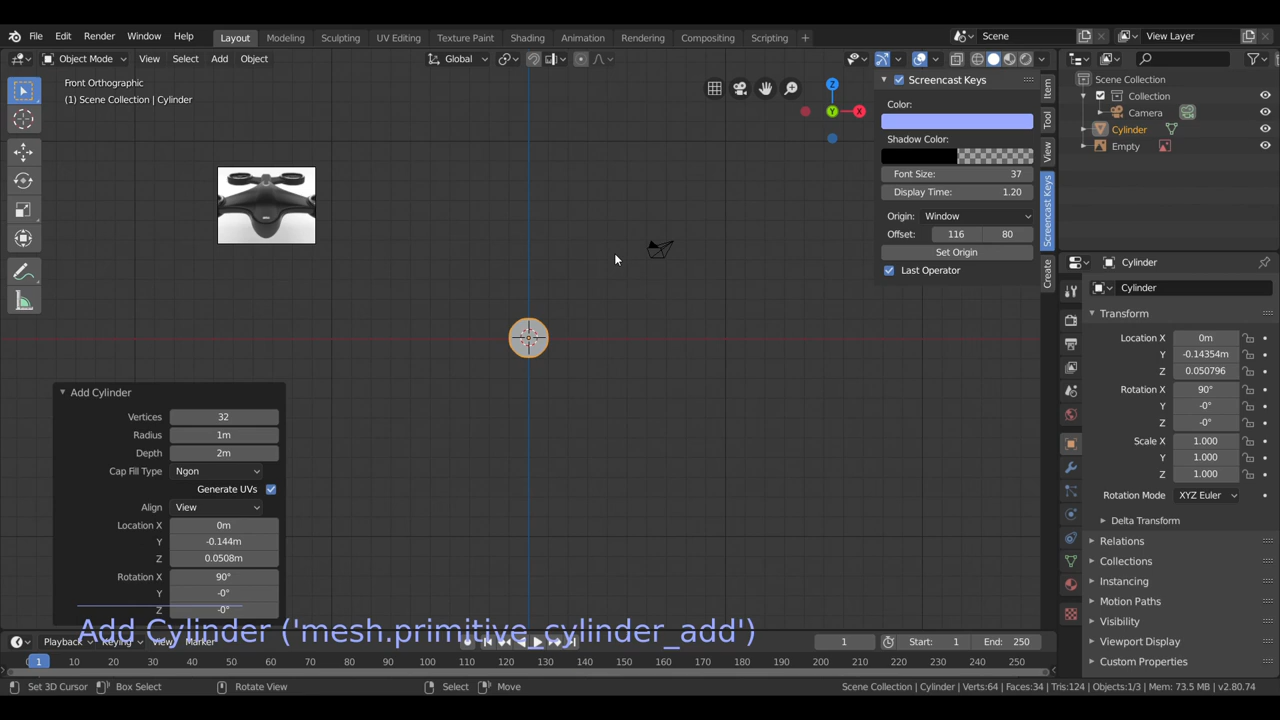 File Edit Render Window Help Layout Modeling Sculpting UV Editing Texture Paint Shading Animation Rendering Compositing Scripting + Scene View Layer
Object Mode View Select Add Object Global
Front Orthographic
(1) Scene Collection | Cylinder
Z
Y
X
Screencast Keys
Color:
Shadow Color:
Font Size: 37
Display Time: 1.20
Origin: Window
Offset: 116 80
Set Origin
Last Operator
Item
Tool
View
Screencast Keys
Create
Scene Collection
Collection
Camera
Cylinder
Empty
Cylinder
Cylinder
Transform
Location X 0m
Y -0.14354m
Z 0.050796
Rotation X 90°
Y -0°
Z -0°
Scale X 1.000
Y 1.000
Z 1.000
Rotation Mode XYZ Euler
Delta Transform
Relations
Collections
Instancing
Motion Paths
Visibility
Viewport Display
Custom Properties
Add Cylinder
Vertices 32
Radius 1m
Depth 2m
Cap Fill Type Ngon
Generate UVs
Align View
Location X 0m
Y -0.144m
Z 0.0508m
Rotation X 90°
Y -0°
Z -0°
Add Cylinder ('mesh.primitive_cylinder_add')
Playback Keying View Marker 1 Start: 1 End: 250
1 10 20 30 40 50 60 70 80 90 100 110 120 130 140 150 160 170 180 190 200 210 220 230 240 250
Set 3D Cursor Box Select Rotate View Select Move Scene Collection | Cylinder | Verts:64 | Faces:34 | Tris:124 | Objects:1/3 | Mem: 73.5 MB | v2.80.74